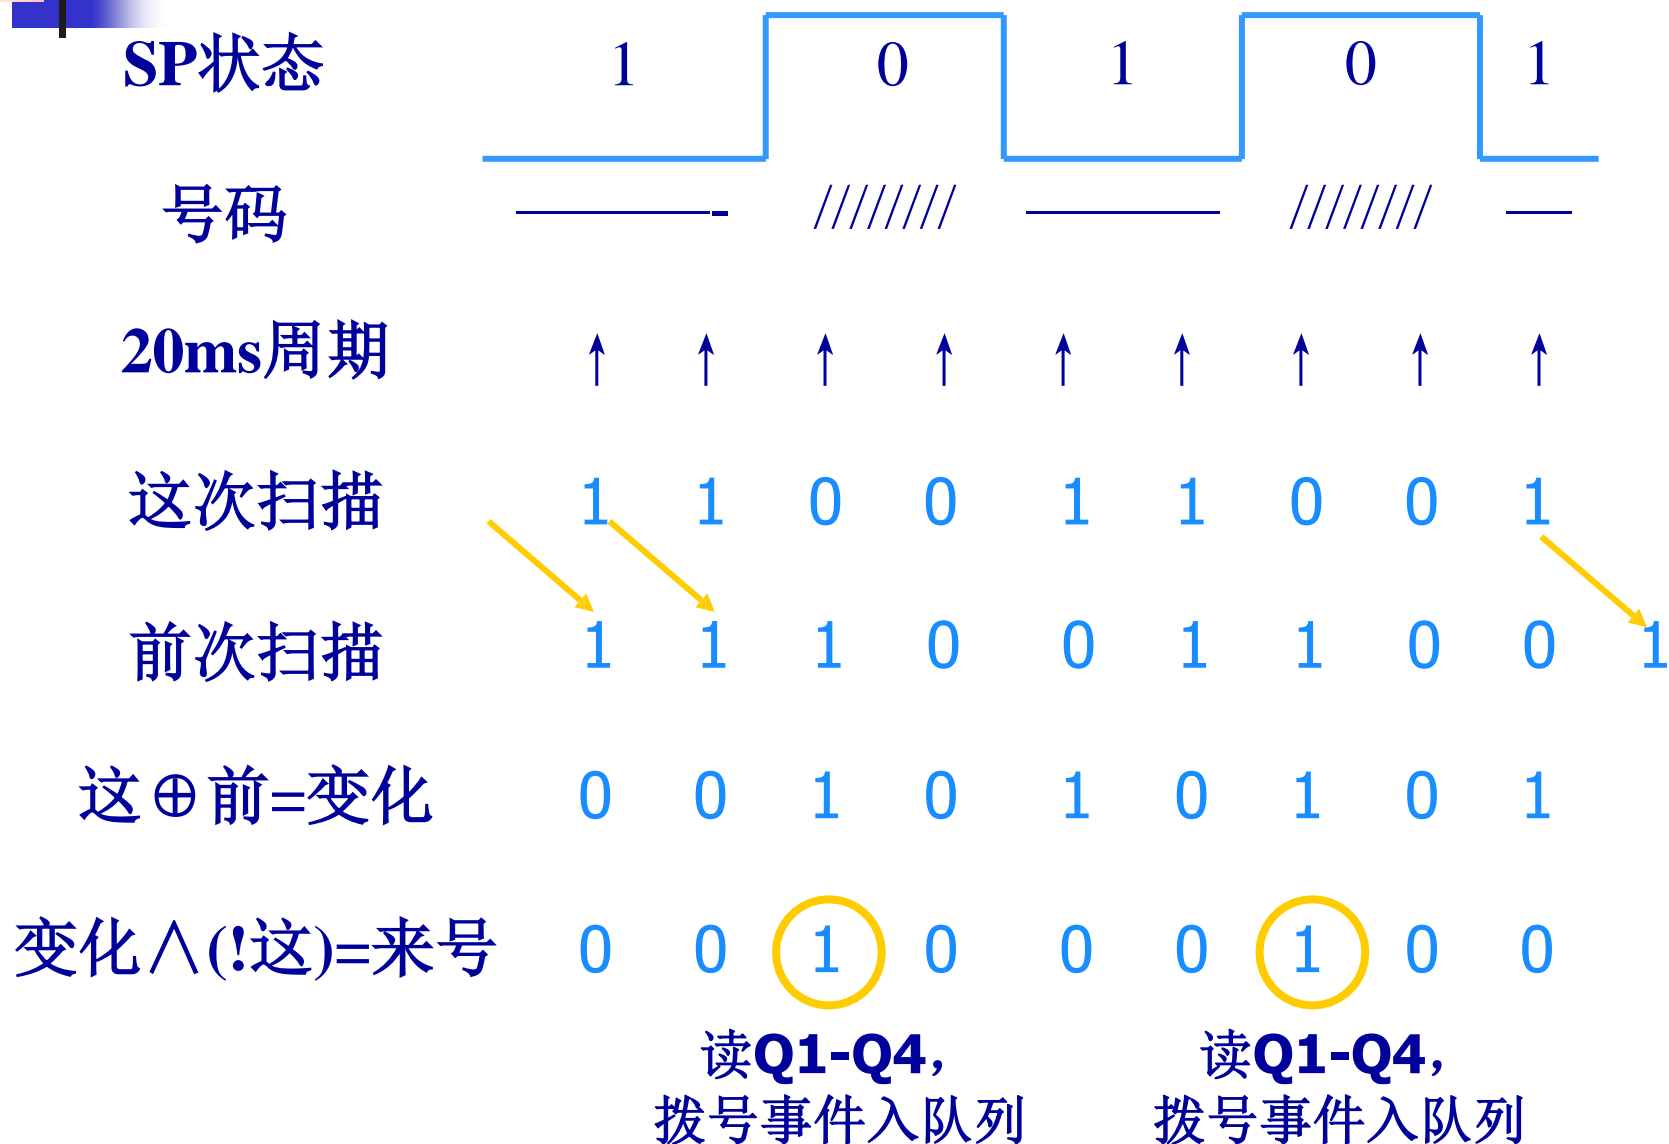 SP状态 1 0 1 0 1
号码 ———- //////// ——— //////// —
20ms周期 ↑ ↑ ↑ ↑ ↑ ↑ ↑ ↑ ↑
这次扫描 1 1 0 0 1 1 0 0 1
前次扫描 1 1 1 0 0 1 1 0 0 1
这⊕前=变化 0 0 1 0 1 0 1 0 1
变化∧(!这)=来号 0 0 1 0 0 0 1 0 0
读Q1-Q4, 读Q1-Q4,
拨号事件入队列 拨号事件入队列